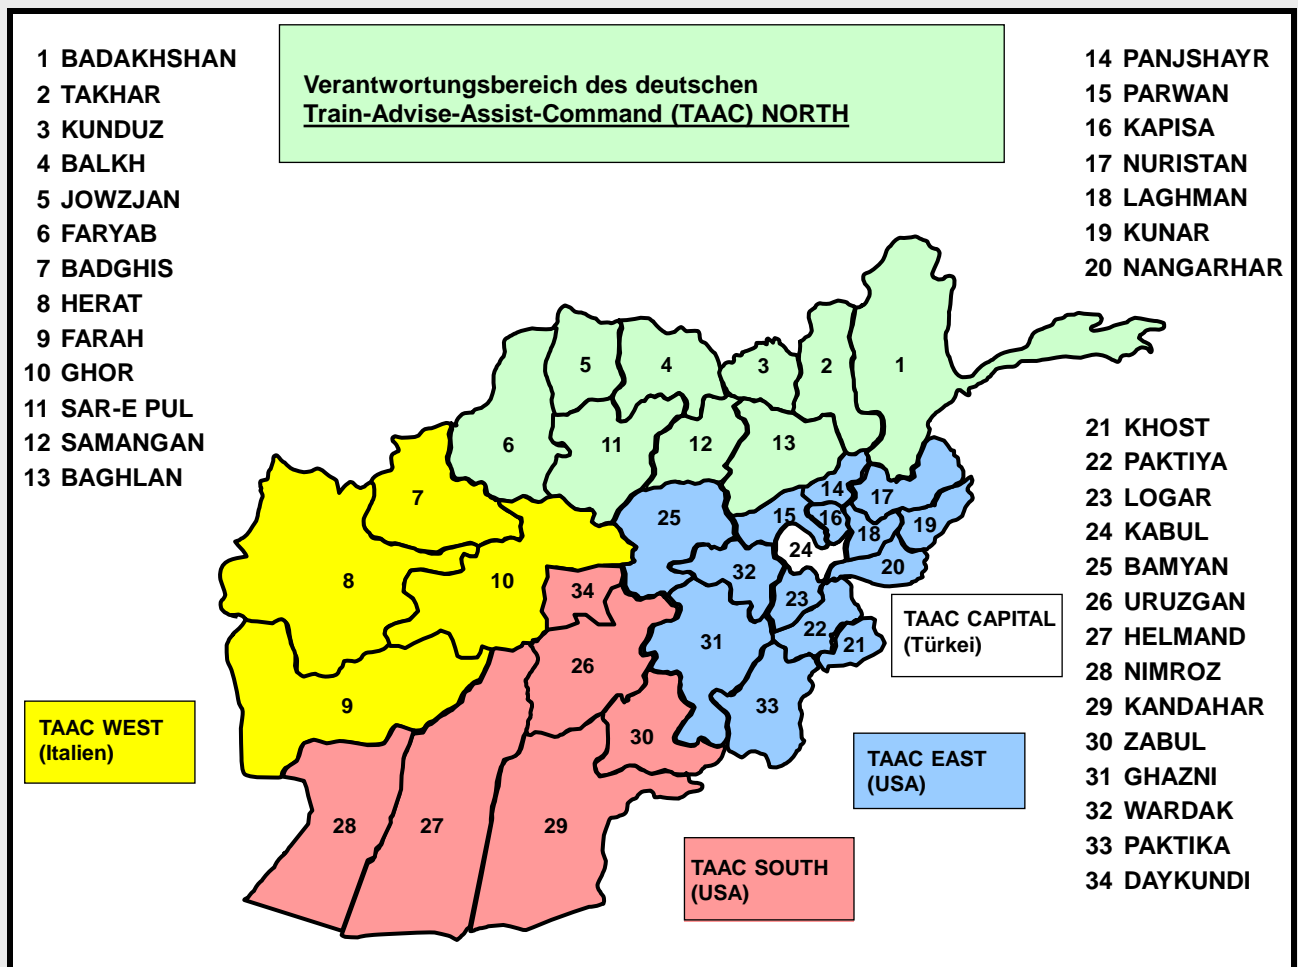 1 BADAKHSHAN
2 TAKHAR
3 KUNDUZ
4 BALKH
5 JOWZJAN
6 FARYAB
7 BADGHIS
8 HERAT
9 FARAH
10 GHOR
11 SAR-E PUL
12 SAMANGAN
13 BAGHLAN
Verantwortungsbereich des deutschen
Train-Advise-Assist-Command (TAAC) NORTH
14 PANJSHAYR
15 PARWAN
16 KAPISA
17 NURISTAN
18 LAGHMAN
19 KUNAR
20 NANGARHAR
21 KHOST
22 PAKTIYA
23 LOGAR
24 KABUL
25 BAMYAN
26 URUZGAN
27 HELMAND
28 NIMROZ
29 KANDAHAR
30 ZABUL
31 GHAZNI
32 WARDAK
33 PAKTIKA
34 DAYKUNDI
1
2
3
4
5
6
11
12
13
7
14
17
25
15
16
19
18
24
20
32
8
10
34
23
22
21
31
26
9
33
30
28
27
29
TAAC CAPITAL
(Türkei)
TAAC WEST
(Italien)
TAAC EAST
(USA)
TAAC SOUTH
(USA)